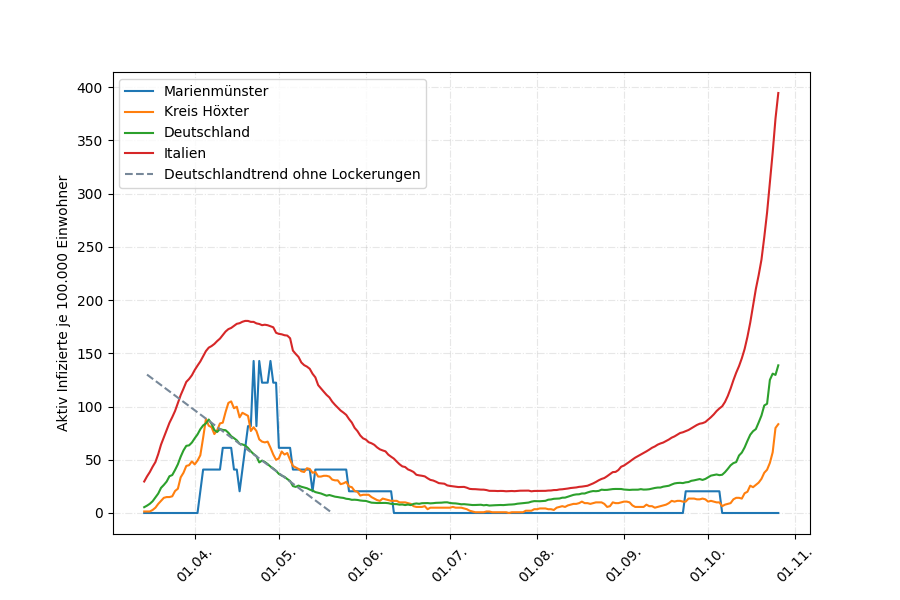 400
350
300
250
200
150
100
50
0
Aktiv Infizierte je 100.000 Einwohner
Marienmünster
Kreis Höxter
Deutschland
Italien
Deutschlandtrend ohne Lockerungen
01.04.
01.05.
01.06.
01.07.
01.08.
01.09.
01.10.
01.11.